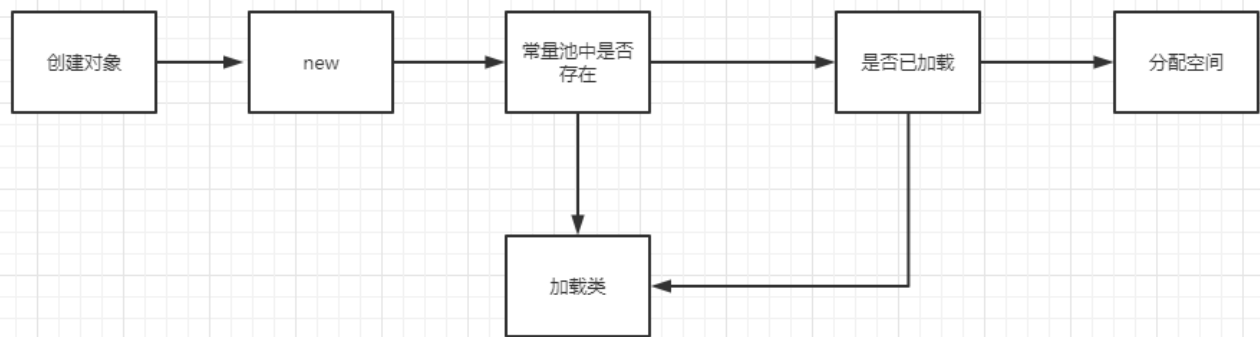 创建对象
new
常量池中是否
存在
是否已加载
分配空间
加载类